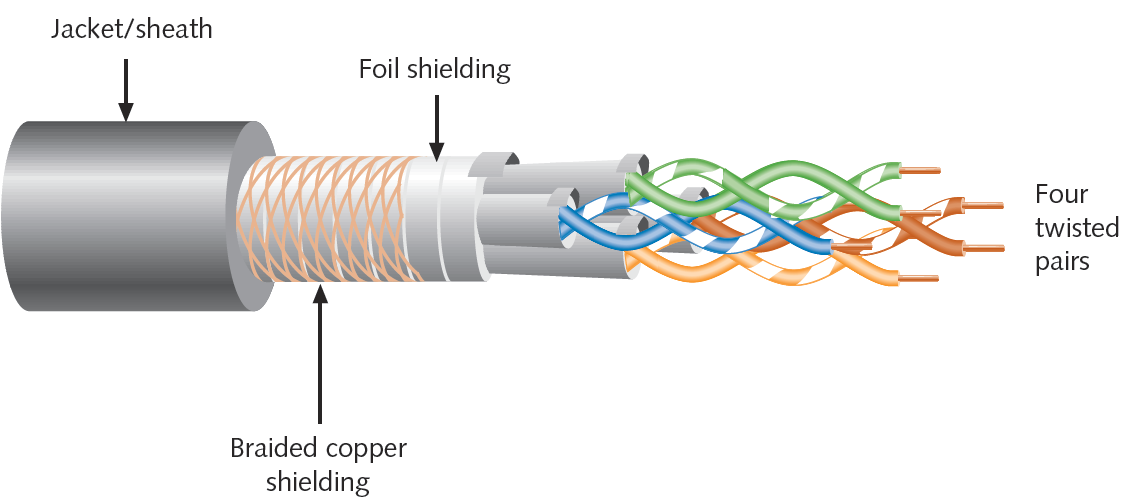 Jacket/sheath
Foil shielding
Four
twisted
pairs
Braided copper
shielding